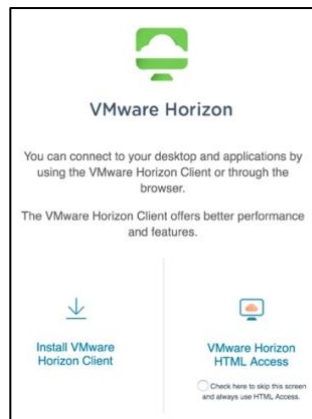 VMware Horizon
You can connect to your desktop and applications by
using the VMware Horizon Client or through the
browser.
The VMware Horizon Client offers better performance
and features.
Install VMware
Horizon Client
VMware Horizon
HTML Access
Check here to skip this screen
and always use HTML Access.